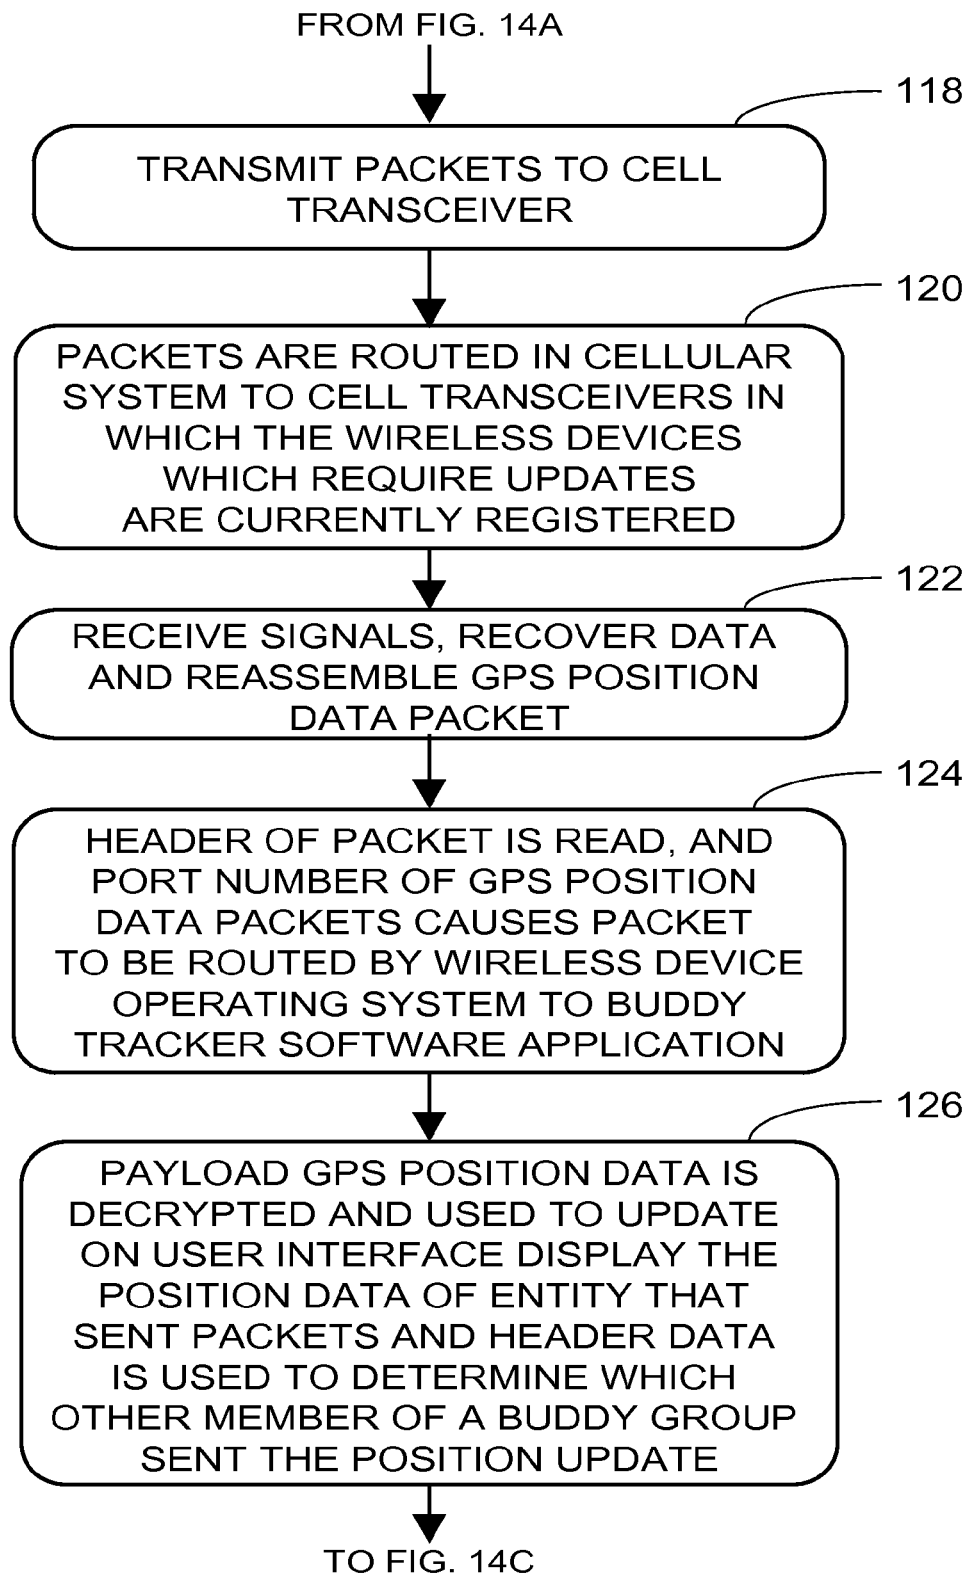 FROM FIG. 14A
118
TRANSMIT PACKETS TO CELL
TRANSCEIVER
120
PACKETS ARE ROUTED IN CELLULAR
SYSTEM TO CELL TRANSCEIVERS IN
WHICH THE WIRELESS DEVICES
WHICH REQUIRE UPDATES
ARE CURRENTLY REGISTERED
122
RECEIVE SIGNALS, RECOVER DATA
AND REASSEMBLE GPS POSITION
DATA PACKET
124
HEADER OF PACKET IS READ, AND
PORT NUMBER OF GPS POSITION
DATA PACKETS CAUSES PACKET
TO BE ROUTED BY WIRELESS DEVICE
OPERATING SYSTEM TO BUDDY
TRACKER SOFTWARE APPLICATION
126
PAYLOAD GPS POSITION DATA IS
DECRYPTED AND USED TO UPDATE
ON USER INTERFACE DISPLAY THE
POSITION DATA OF ENTITY THAT
SENT PACKETS AND HEADER DATA
IS USED TO DETERMINE WHICH
OTHER MEMBER OF A BUDDY GROUP
SENT THE POSITION UPDATE
TO FIG. 14C